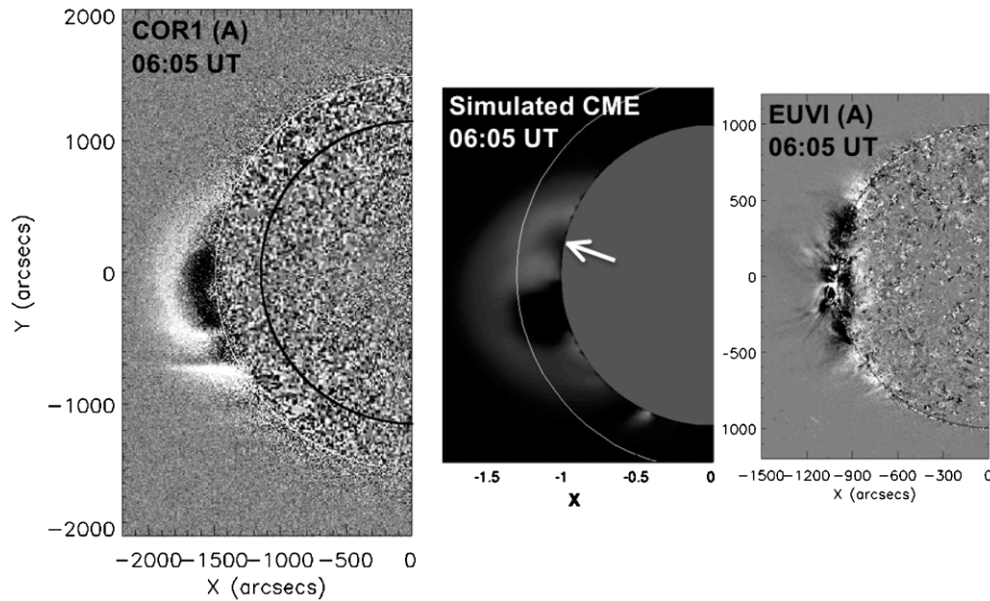 COR1 (A)
06:05 UT
2000
1000
0
−1000
−2000
Y (arcsecs)
−2000−1500−1000 −500 0
X (arcsecs)
Simulated CME
06:05 UT
-1.5 -1 -0.5 0
X
EUVI (A)
06:05 UT
1000
500
0
−500
1000
−1500−1200 −900 −600 −300 0
X (arcsecs)